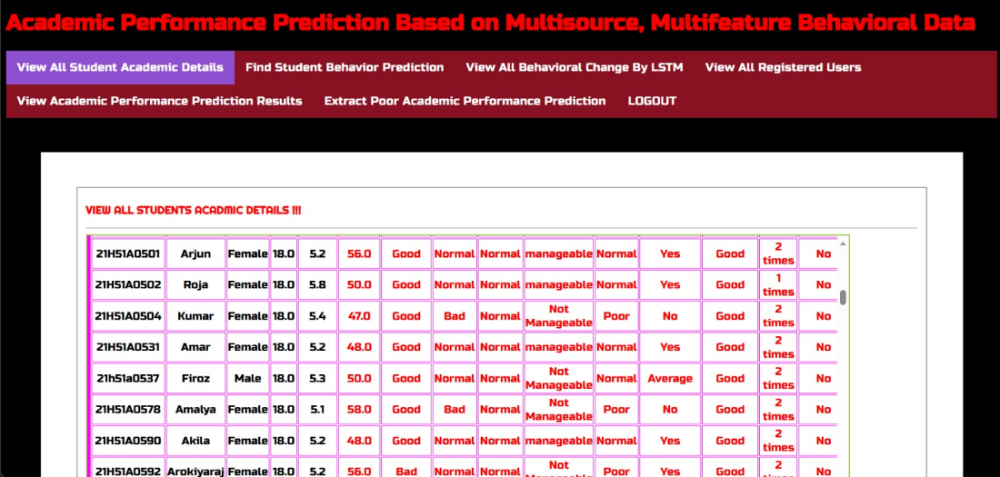 Academic Performance Prediction Based on Multisource, Multifeature Behavioral Data
View All Student Academic Details Find Student Behavior Prediction View All Behavioral Change By LSTM View All Registered Users
View Academic Performance Prediction Results Extract Poor Academic Performance Prediction LOGOUT
VIEW ALL STUDENTS ACADMIC DETAILS !!!
21H51A0501 Arjun Female 18.0 5.2 56.0 Good Normal Normal manageable Normal Yes Good 2 times No
21H51A0502 Roja Female 18.0 5.8 50.0 Good Normal Normal manageable Normal Yes Good 1 times No
21H51A0504 Kumar Female 18.0 5.4 47.0 Good Bad Normal Not Manageable Poor No Good 2 times No
21H51A0531 Amar Female 18.0 5.2 48.0 Good Normal Normal manageable Normal Yes Good 2 times No
21h51a0537 Firoz Male 18.0 5.3 50.0 Good Normal Normal Not Manageable Normal Average Good 2 times No
21H51A0578 Amalya Female 18.0 5.1 58.0 Good Bad Normal Not Manageable Poor No Good 2 times No
21H51A0590 Akila Female 18.0 5.2 48.0 Good Normal Normal manageable Normal Yes Good 2 times No
21H51A0592 Arokiyaraj Female 18.0 5.2 56.0 Bad Normal Normal Not Manageable Poor Yes Good 2 times No